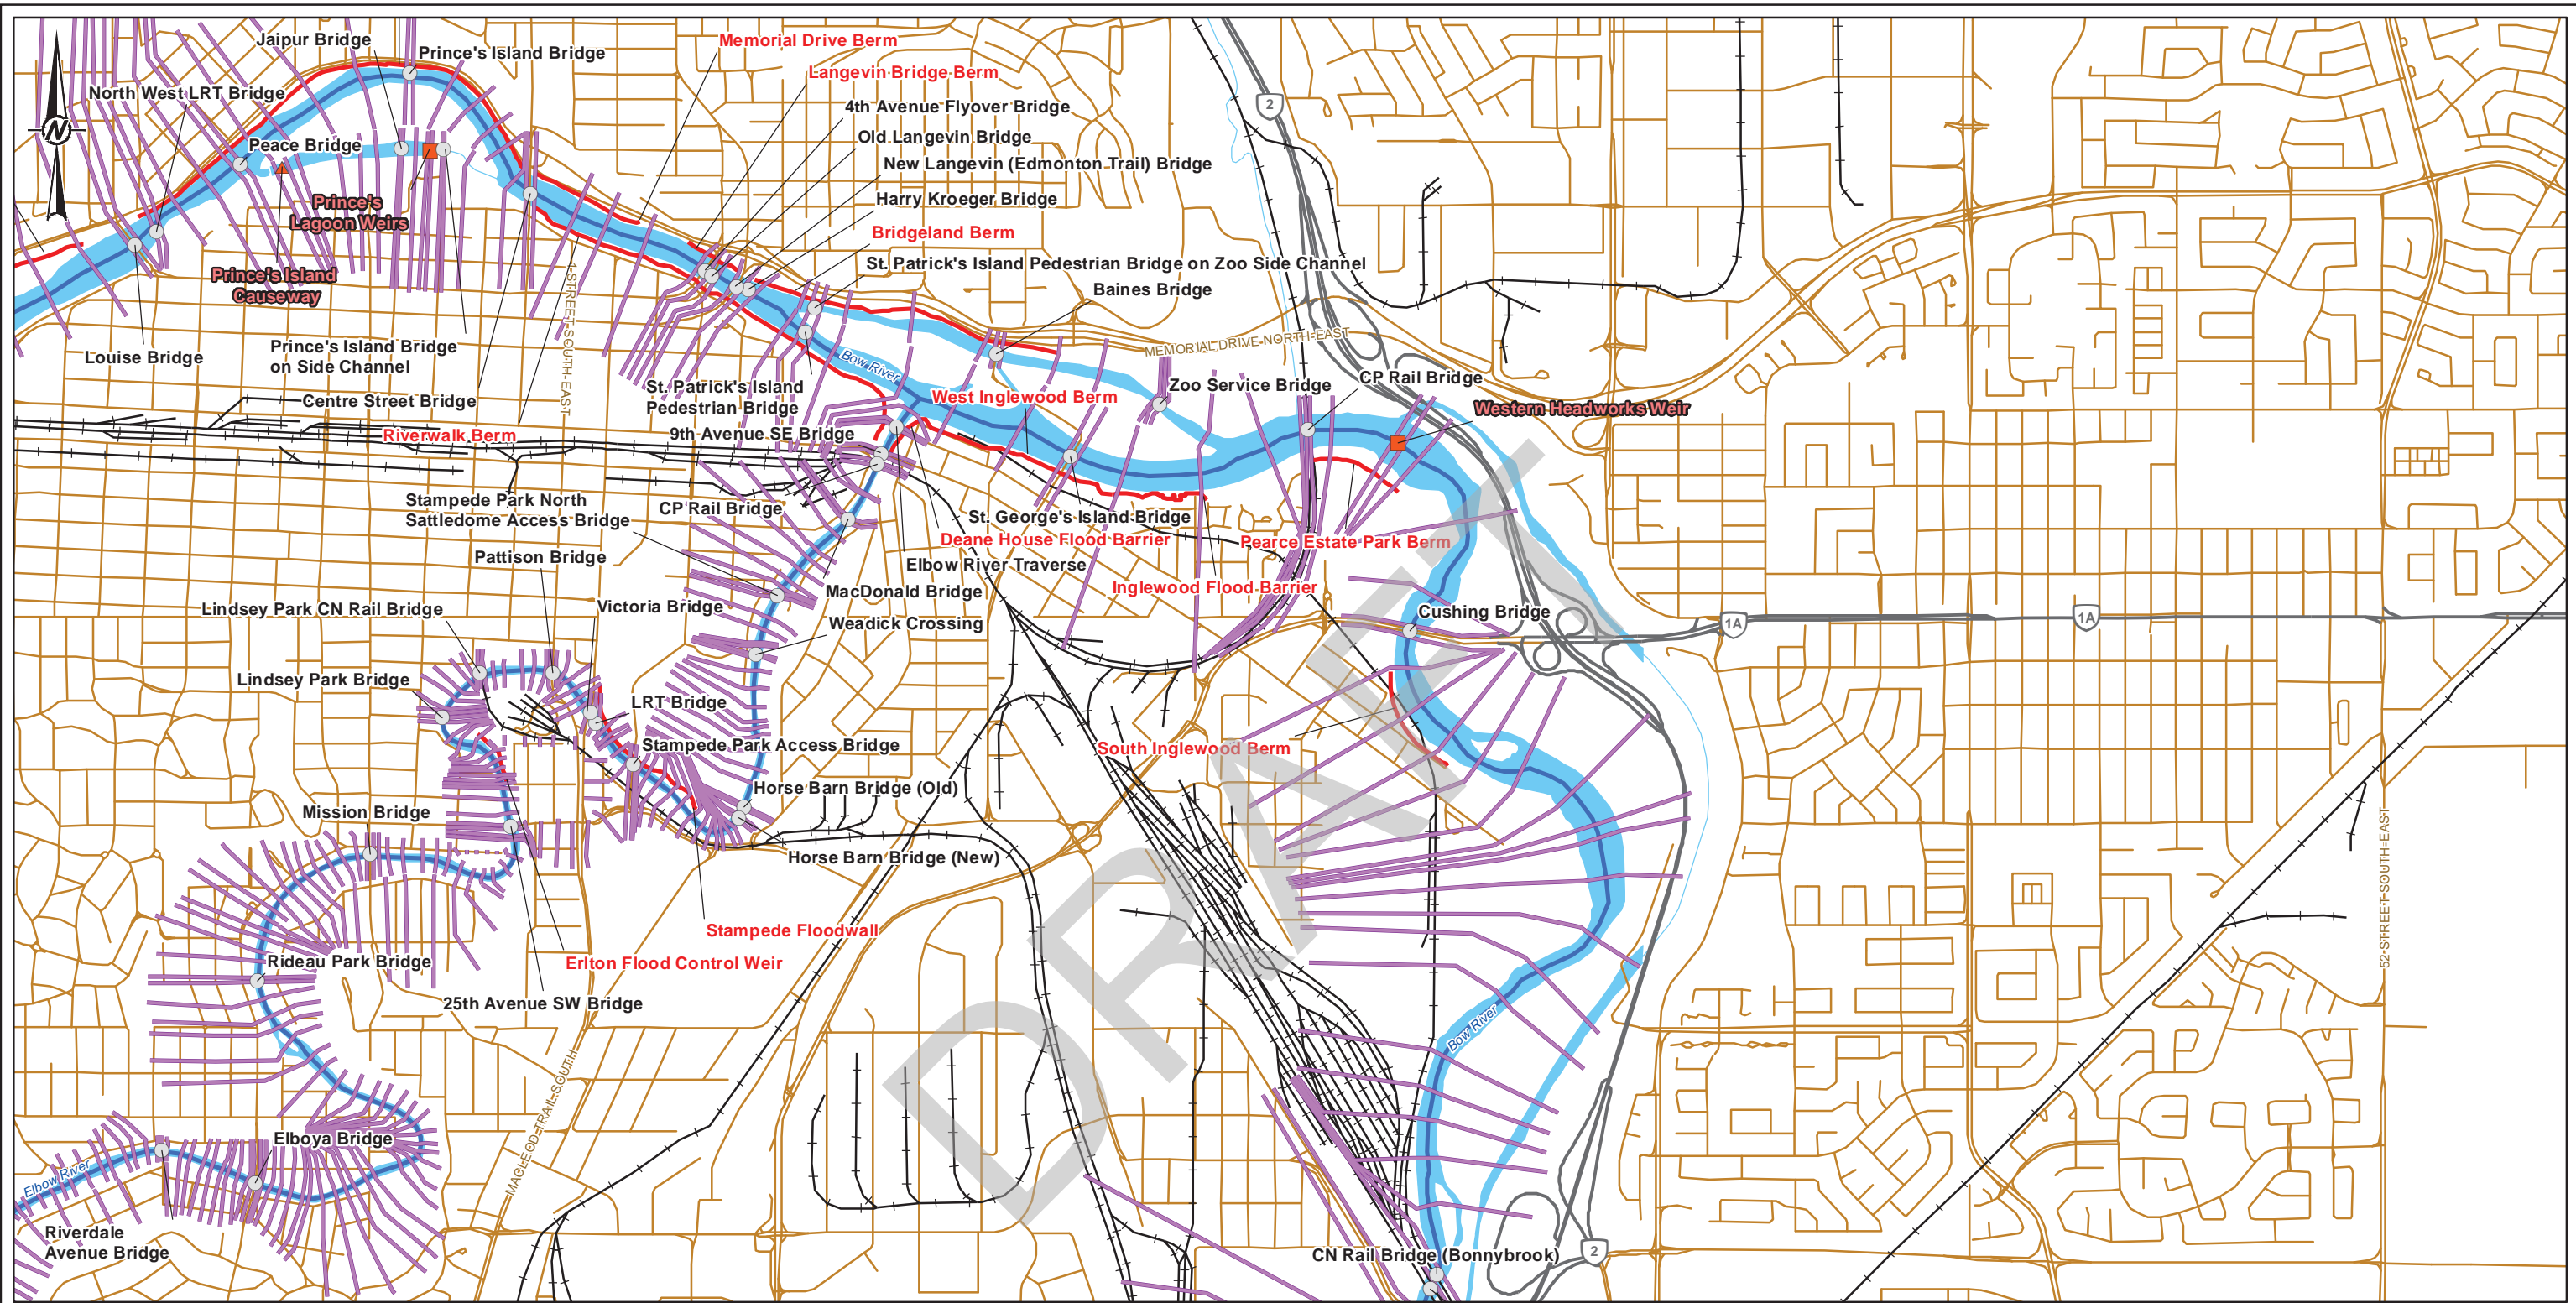 Jaipur Bridge
Prince's Island Bridge
Memorial Drive Berm
Langevin Bridge Berm
North West LRT Bridge
4th Avenue Flyover Bridge
2
N
Peace Bridge
Old Langevin Bridge
New Langevin (Edmonton Trail) Bridge
Prince's
Lagoon Weirs
Harry Kroeger Bridge
Bridgeland Berm
Prince's Island
Causeway
St. Patrick's Island Pedestrian Bridge on Zoo Side Channel
Baines Bridge
1 STREET SOUTH-EAST
MEMORIAL DRIVE NORTH-EAST
Louise Bridge
Prince's Island Bridge
on Side Channel
Bow River
St. Patrick's Island
Pedestrian Bridge
Zoo Service Bridge
CP Rail Bridge
Centre Street Bridge
West Inglewood Berm
Western Headworks Weir
Riverwalk Berm
9th Avenue SE Bridge
Stampede Park North
Sattledome Access Bridge
CP Rail Bridge
St. George's Island Bridge
Deane House Flood Barrier
Pearce Estate Park Berm
Pattison Bridge
Elbow River Traverse
Inglewood Flood Barrier
MacDonald Bridge
Lindsey Park CN Rail Bridge
Victoria Bridge
Weadick Crossing
Cushing Bridge
1A
1A
Lindsey Park Bridge
LRT Bridge
Stampede Park Access Bridge
South Inglewood Berm
Horse Barn Bridge (Old)
Mission Bridge
Horse Barn Bridge (New)
52-STREET-SOUTH-EAST
Stampede Floodwall
Rideau Park Bridge
Erlton Flood Control Weir
25th Avenue SW Bridge
DRAFT
Bow River
MACLEOD-TRAIL-SOUTH
Elboya Bridge
Elbow River
Riverdale
Avenue Bridge
CN Rail Bridge (Bonnybrook)
2